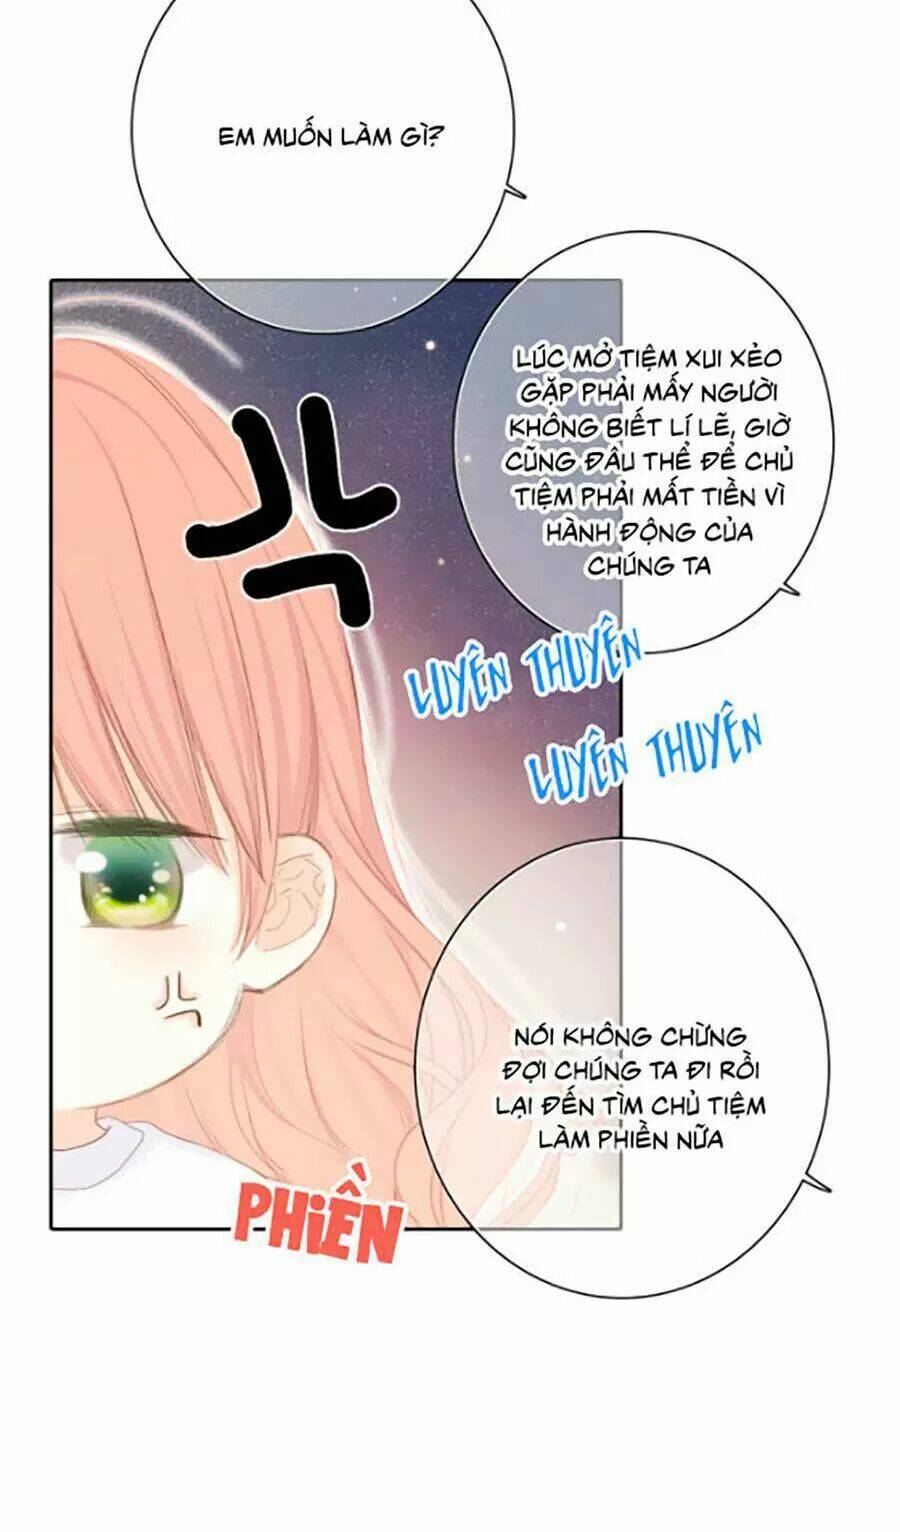 EM MUỐN LÀM GÌ?
LÚC MỞ TIỆM XUI XẺO
GẶP PHẢI MẤY NGƯỜI
KHÔNG BIẾT LÍ LẼ, GIỜ
CŨNG ĐÂU THỂ ĐỂ CHỦ
TIỆM PHẢI MẤT TIỀN VÌ
HÀNH ĐỘNG CỦA
CHÚNG TA
LUYÊN THUYÊN
LUYÊN THUYÊN
NÓI KHÔNG CHỪNG
ĐỢI CHÚNG TA ĐI RỒI
LẠI ĐẾN TÌM CHỦ TIỆM
LÀM PHIỀN NỮA
PHiỀN